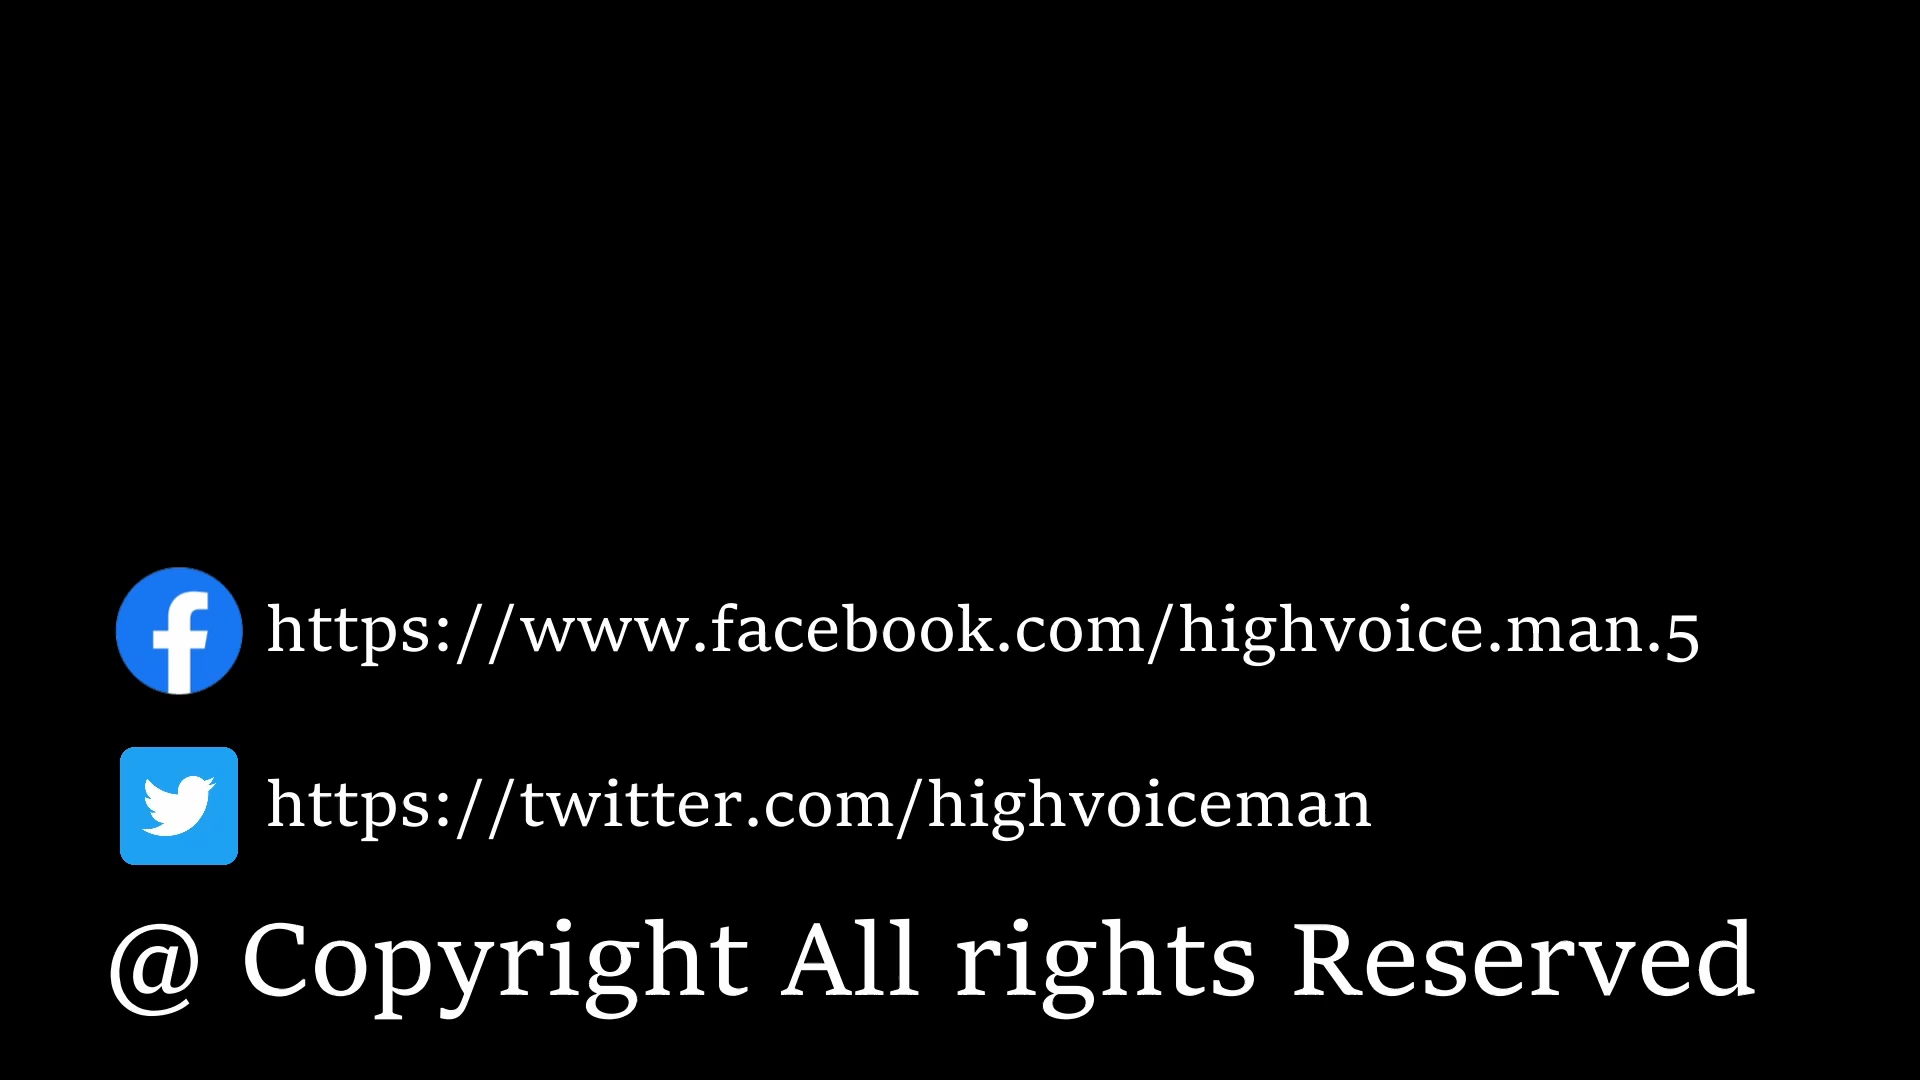 https://www.facebook.com/highvoice.man.5
https://twitter.com/highvoiceman
@ Copyright All rights Reserved